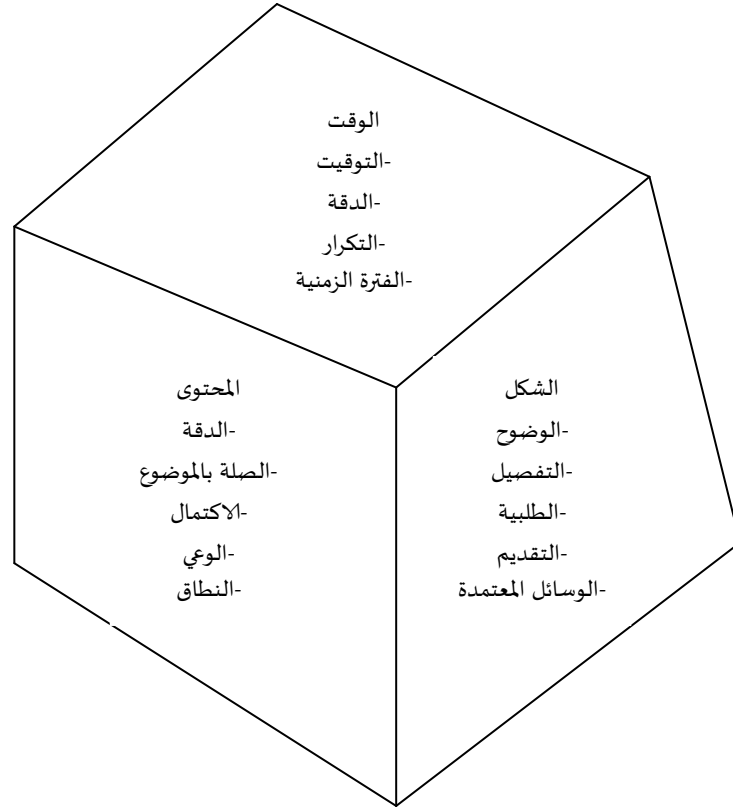 الوقت
-التوقيت
-الدقة
-التكرار
-الفترة الزمنية
الشكل
-الوضوح
-التفصيل
-الطلبية
-التقديم
-الوسائل المعتمدة
المحتوى
-الدقة
-الصلة بالموضوع
-الاكتمال
-الوعي
-النطاق